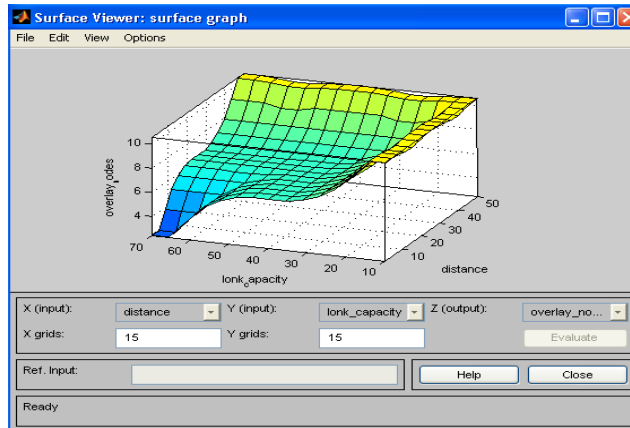 Surface Viewer: surface graph
File Edit View Options
10
8
6
4
overlay_nodes
70
60
50
40
30
20
10
lonk_capacity
10
20
30
40
50
distance
X (input): distance Y (input): lonk_capacity Z (output): overlay_no...
X grids: 15 Y grids: 15 Evaluate
Ref. Input: Help Close
Ready